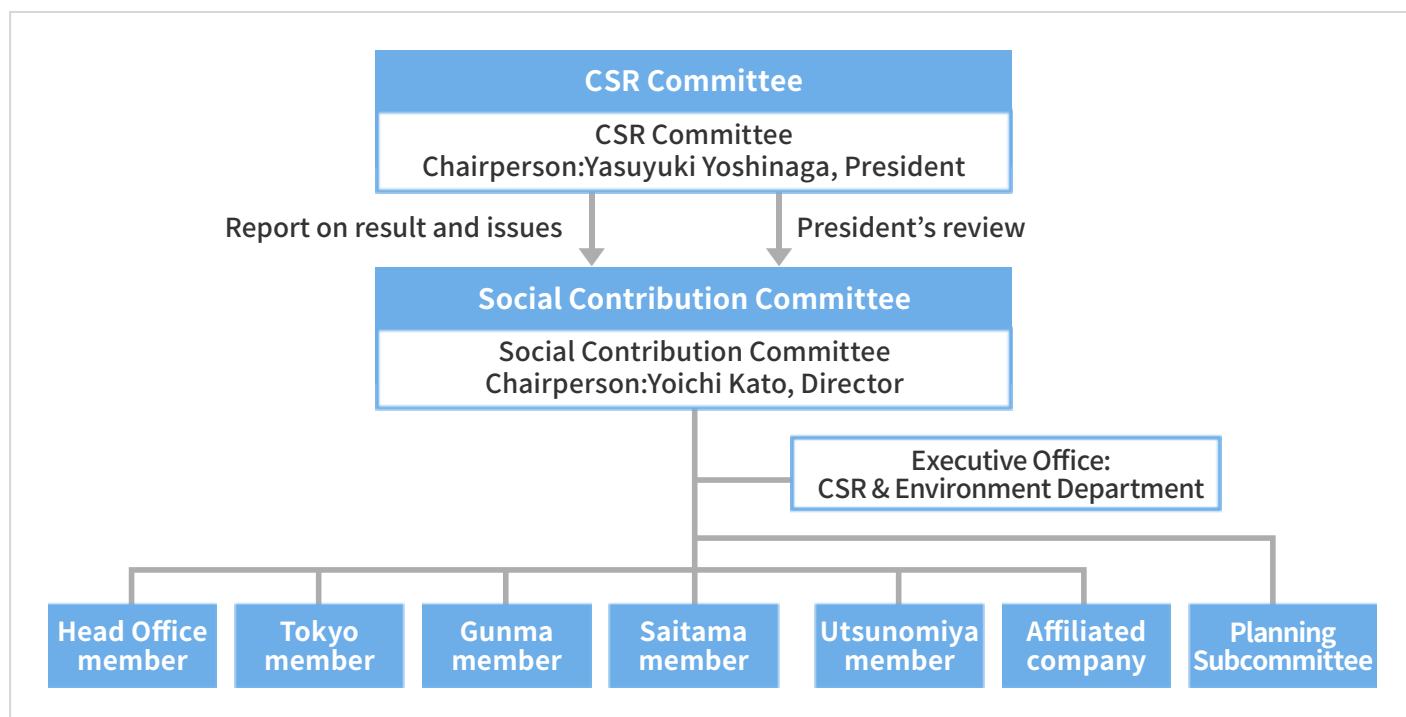 CSR Committee
CSR Committee
Chairperson:Yasuyuki Yoshinaga, President
Report on result and issues
President’s review
Social Contribution Committee
Social Contribution Committee
Chairperson:Yoichi Kato, Director
Executive Office:
CSR & Environment Department
Head Office
member
Tokyo
member
Gunma
member
Saitama
member
Utsunomiya
member
Affiliated
company
Planning
Subcommittee